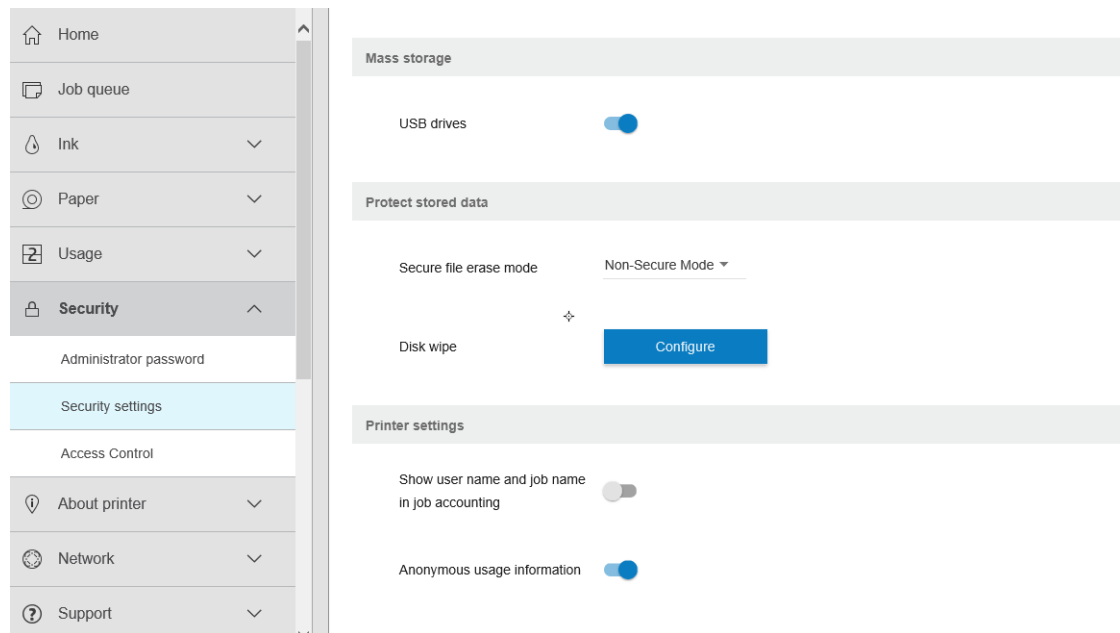 Home
Job queue
Ink
Paper
Usage
Security
Administrator password
Security settings
Access Control
About printer
Network
Support
Mass storage
USB drives
Protect stored data
Secure file erase mode
Non-Secure Mode
Disk wipe
Configure
Printer settings
Show user name and job name
in job accounting
Anonymous usage information